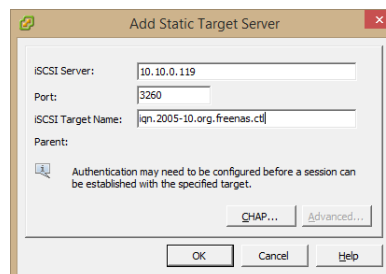 Add Static Target Server
iSCSI Server: 10.10.0.119
Port: 3260
iSCSI Target Name: iqn.2005-10.org.freenas.ctl
Parent:
Authentication may need to be configured before a session can
be established with the specified target.
CHAP... Advanced...
OK Cancel Help